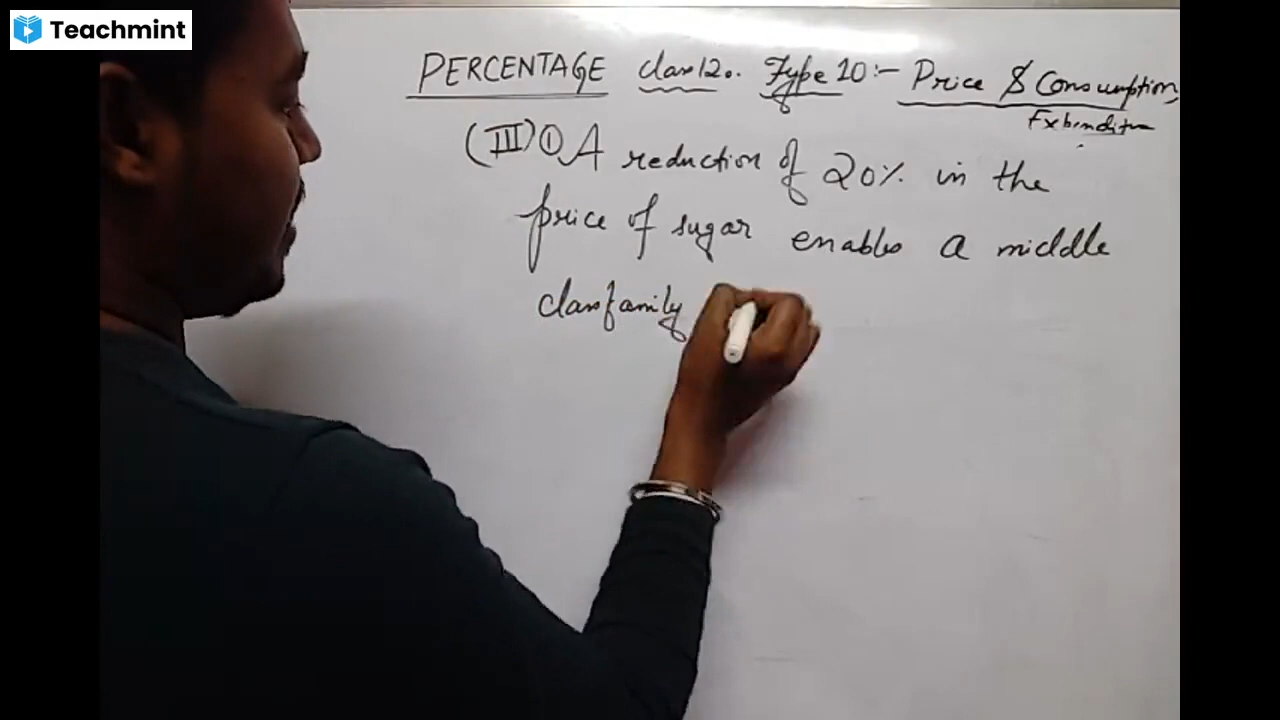 Teachmint
PERCENTAGE Class 12. Type 10:- Price & Consumption,
Expenditure
(III) ① A reduction of 20% in the
price of sugar enables a middle
class family